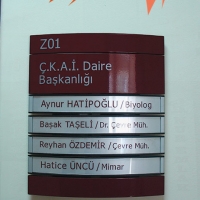 Z01
Ç.K.A.İ. Daire
Başkanlığı
Aynur HATİPOĞLU / Biyolog
Başak TAŞELİ / Dr. Çevre Müh.
Reyhan ÖZDEMİR / Çevre Müh.
Hatice ÜNCÜ / Mimar